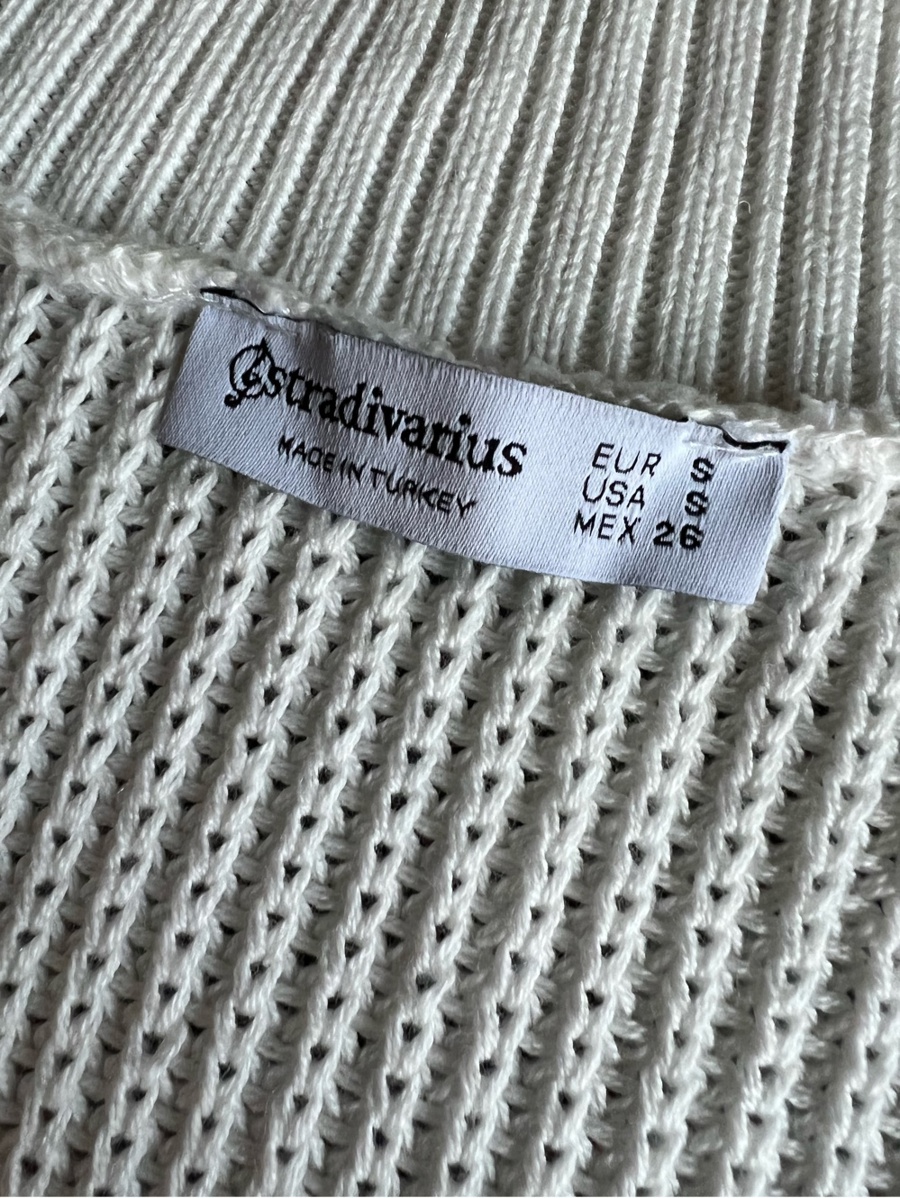 stradivarius
MADE IN TURKEY
EUR S
USA S
MEX 26